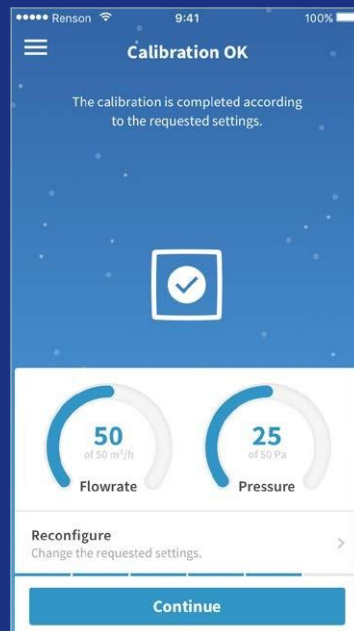 Renson 9:41 100%
Calibration OK
The calibration is completed according
to the requested settings.
50 25
of 50 m³/h of 50 Pa
Flowrate Pressure
Reconfigure
Change the requested settings.
Continue